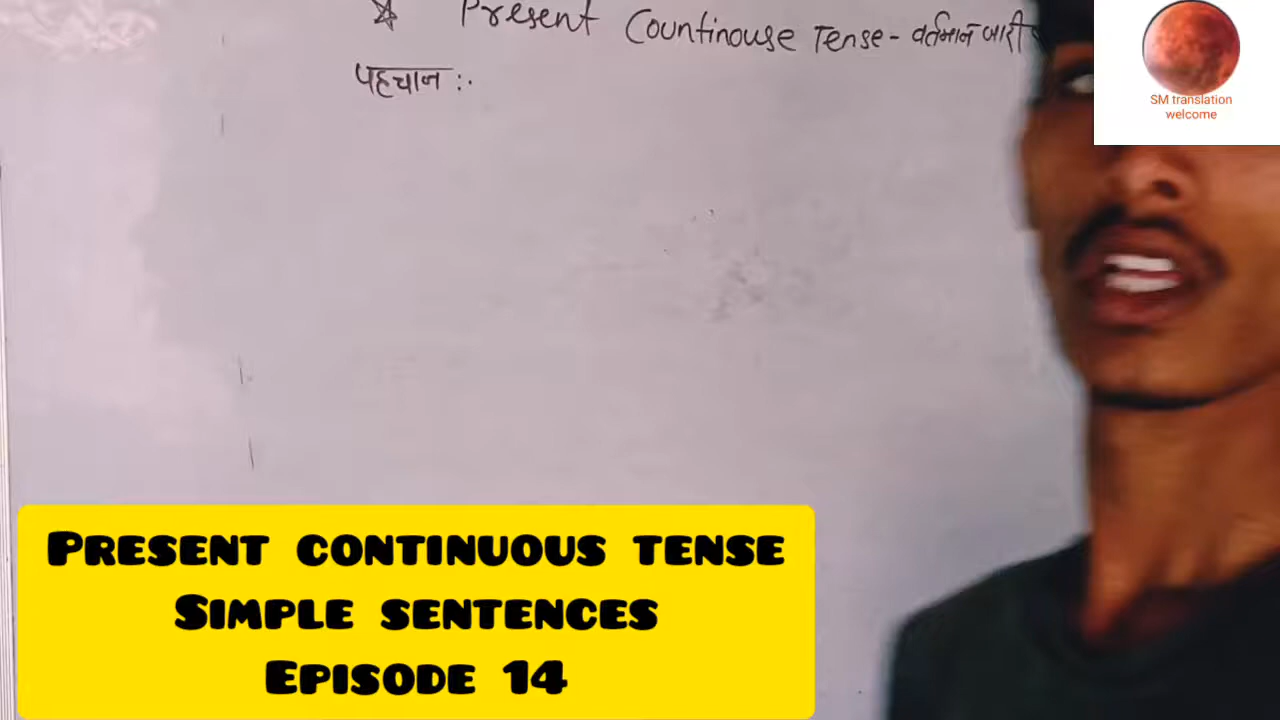 Present Countinouse Tense - वर्तमान जारी
पहचान :-
SM translation
welcome
PRESENT CONTINUOUS TENSE
SIMPLE SENTENCES
EPISODE 14